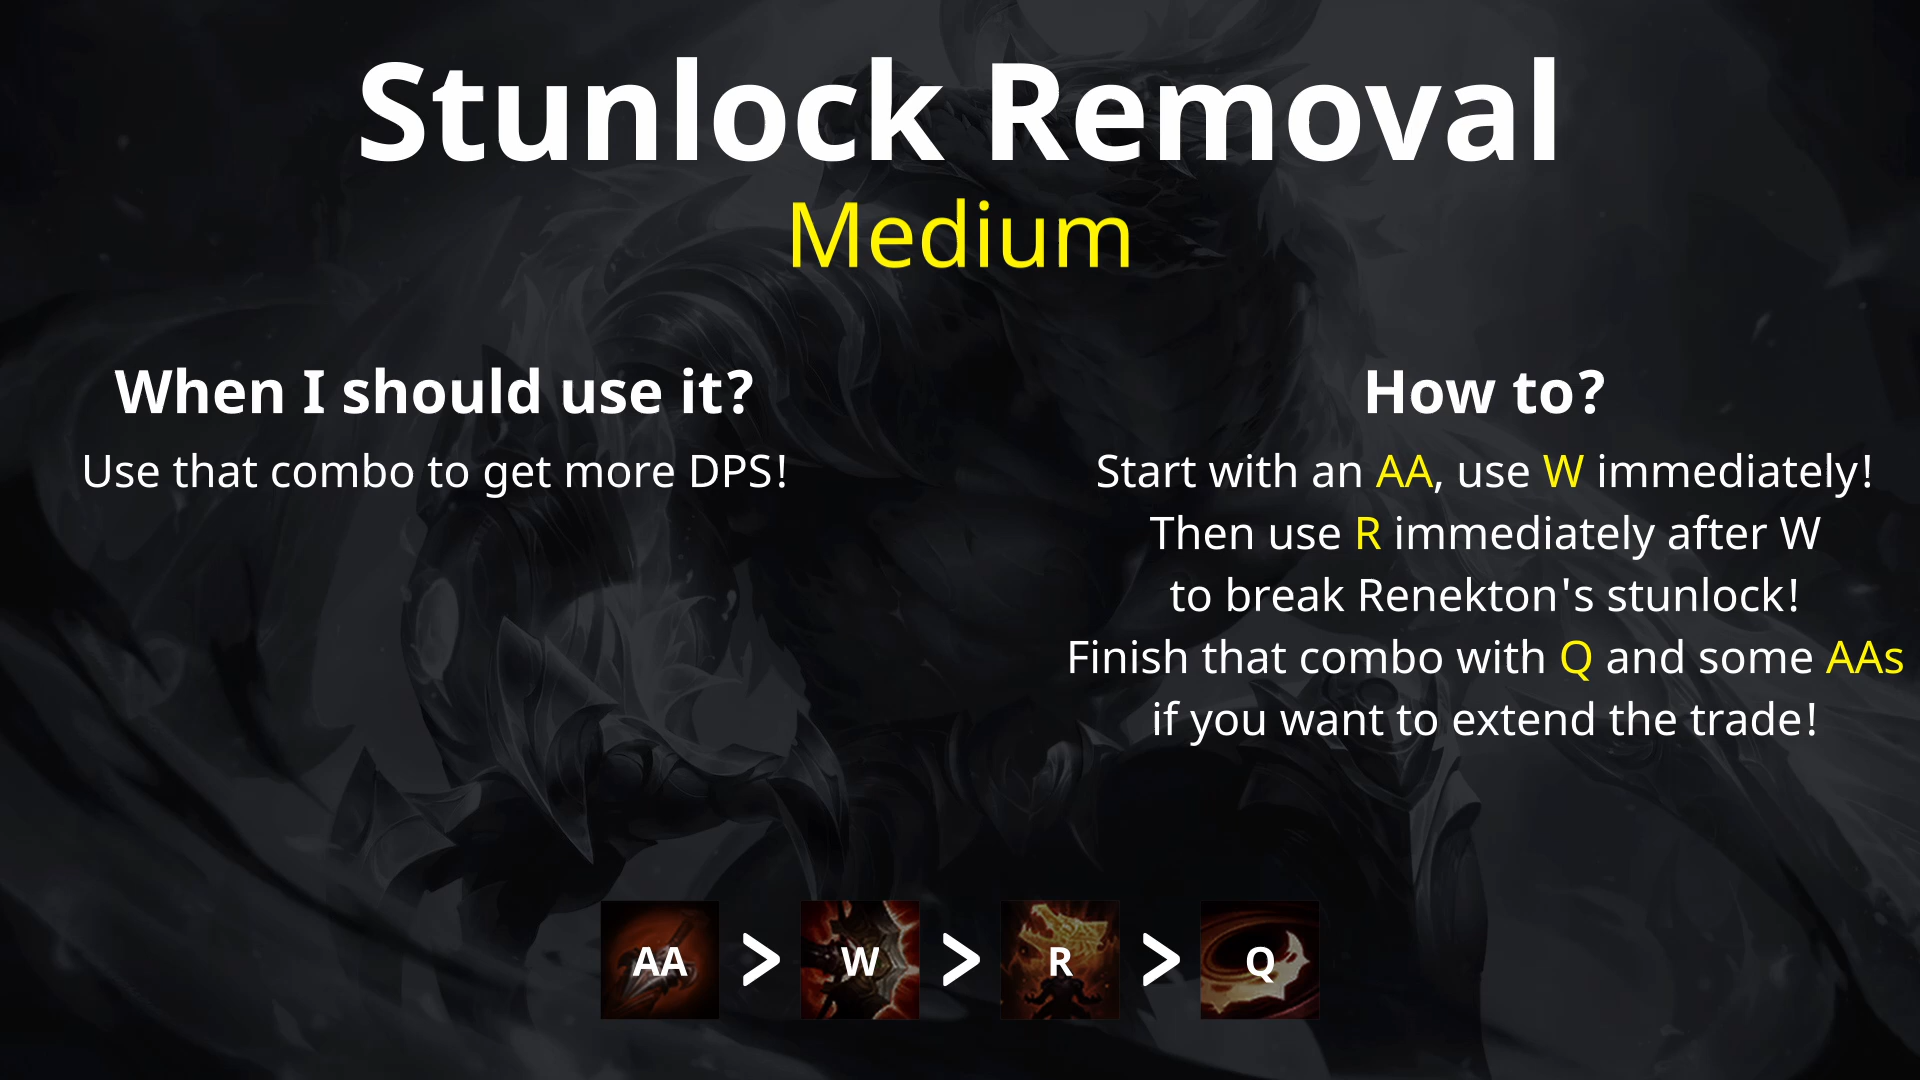 Stunlock Removal
Medium
When I should use it?
Use that combo to get more DPS!
How to?
Start with an AA, use W immediately!
Then use R immediately after W
to break Renekton's stunlock!
Finish that combo with Q and some AAs
if you want to extend the trade!
AA > W > R > Q